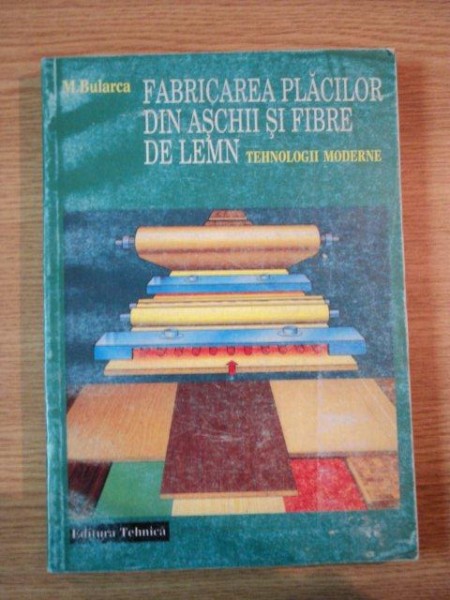 M.Bularca
FABRICAREA PLĂCILOR
DIN AŞCHII ŞI FIBRE
DE LEMN TEHNOLOGII MODERNE
Editura Tehnică